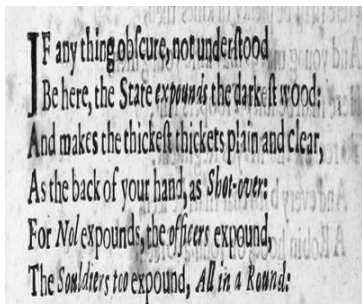 IF any thing obſcure, not underſtood
Be here, the State expounds the darkeſt wood:
And makes the thickeſt thickets plain and clear,
As the back of your hand, as Shot-over:
For Nol expounds, the officers expound,
The Souldiers too expound, All in a Round: